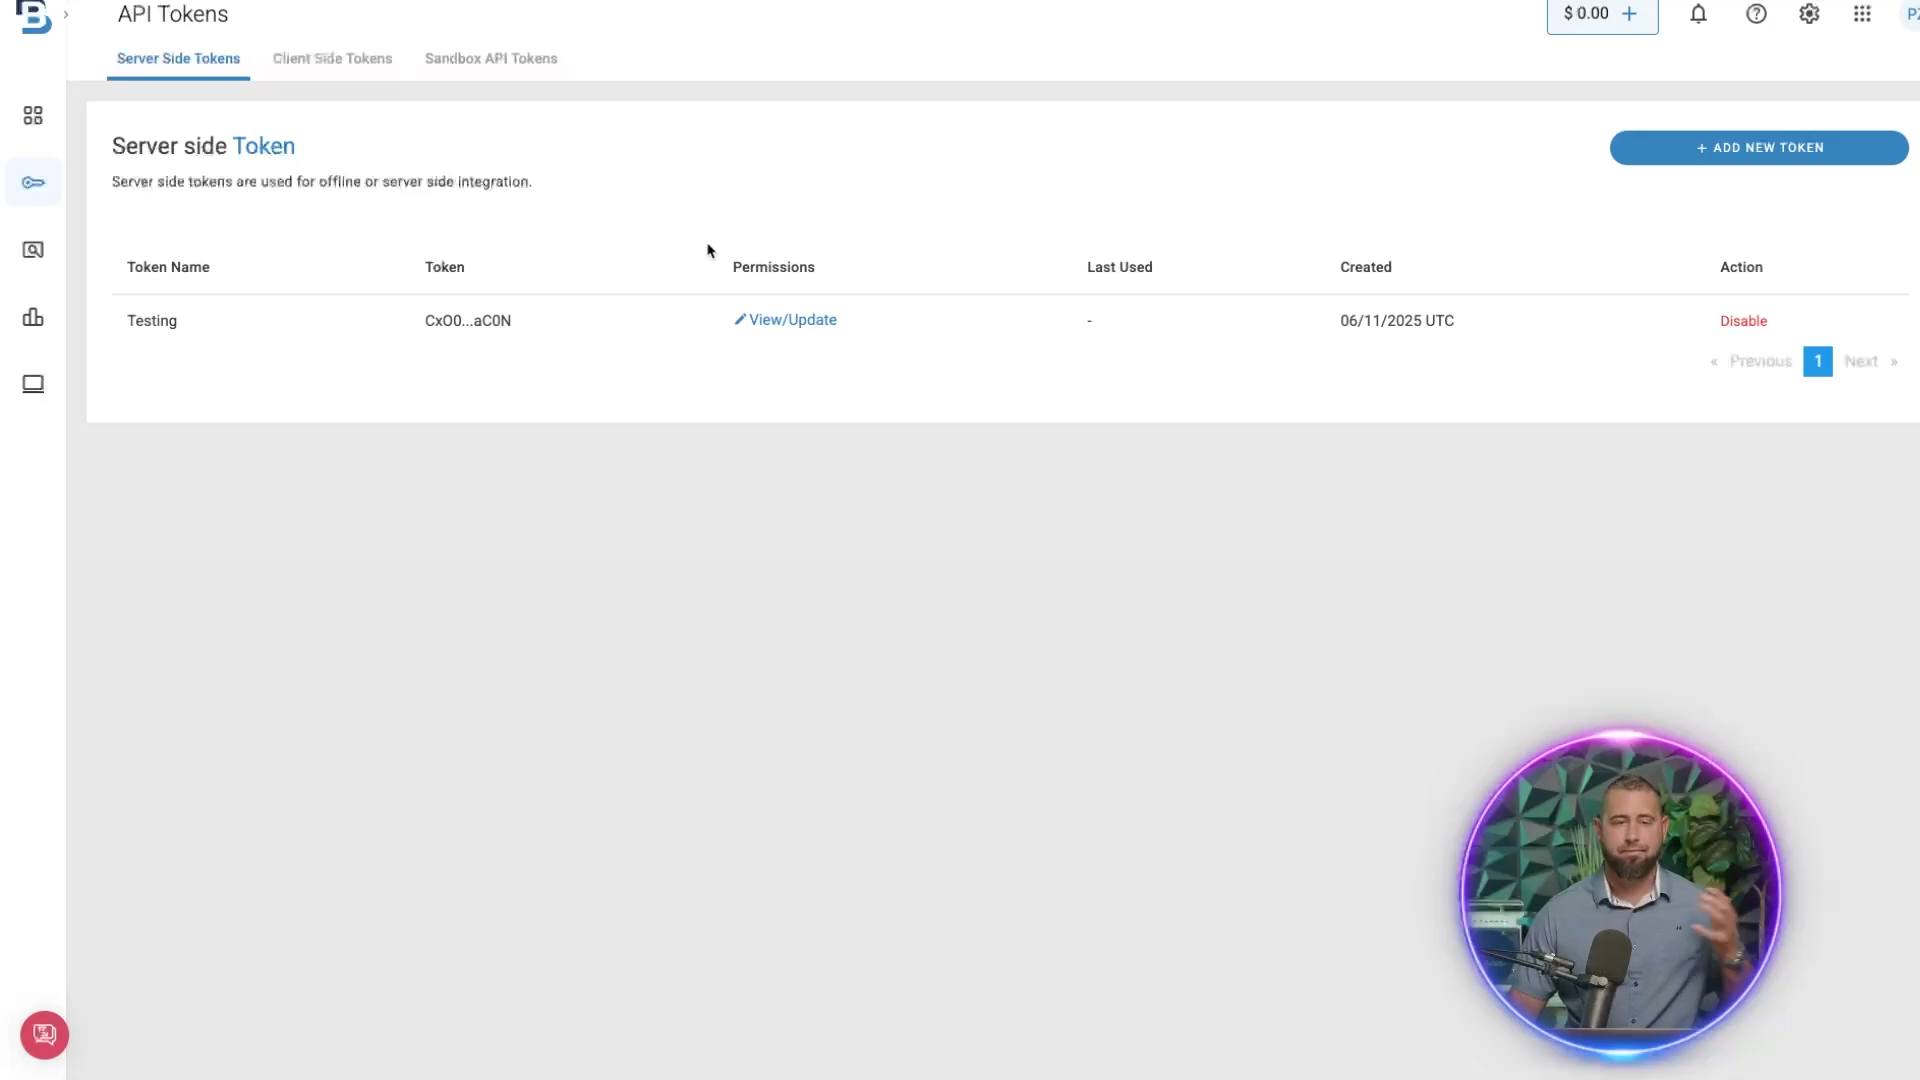 API Tokens
$ 0.00 +
Server Side Tokens
Client Side Tokens
Sandbox API Tokens
Server side Token
+ ADD NEW TOKEN
Server side tokens are used for offline or server side integration.
Token Name
Token
Permissions
Last Used
Created
Action
Testing
CxO0...aC0N
View/Update
-
06/11/2025 UTC
Disable
« Previous 1 Next »